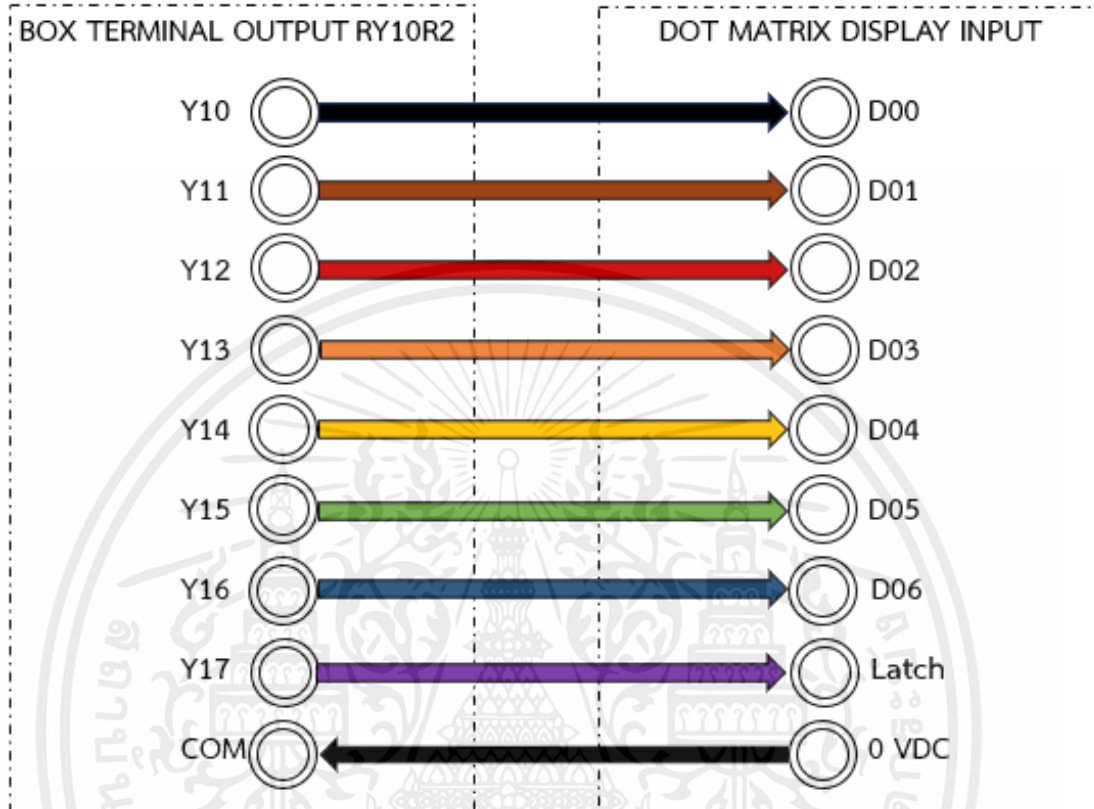 BOX TERMINAL OUTPUT RY10R2
DOT MATRIX DISPLAY INPUT
Y10 D00
Y11 D01
Y12 D02
Y13 D03
Y14 D04
Y15 D05
Y16 D06
Y17 Latch
COM 0 VDC